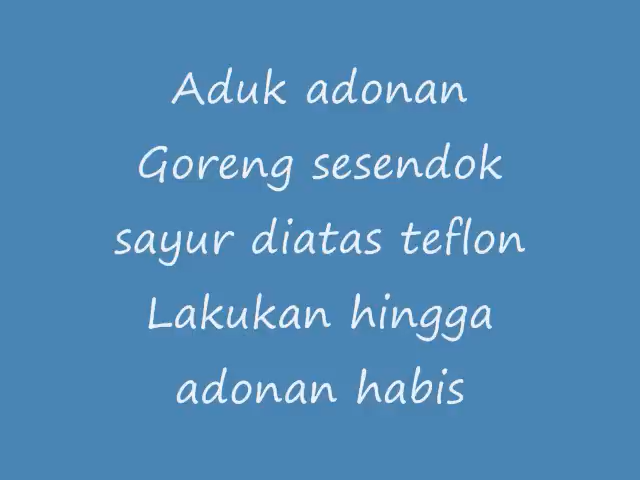 Aduk adonan
Goreng sesendok
sayur diatas teflon
Lakukan hingga
adonan habis